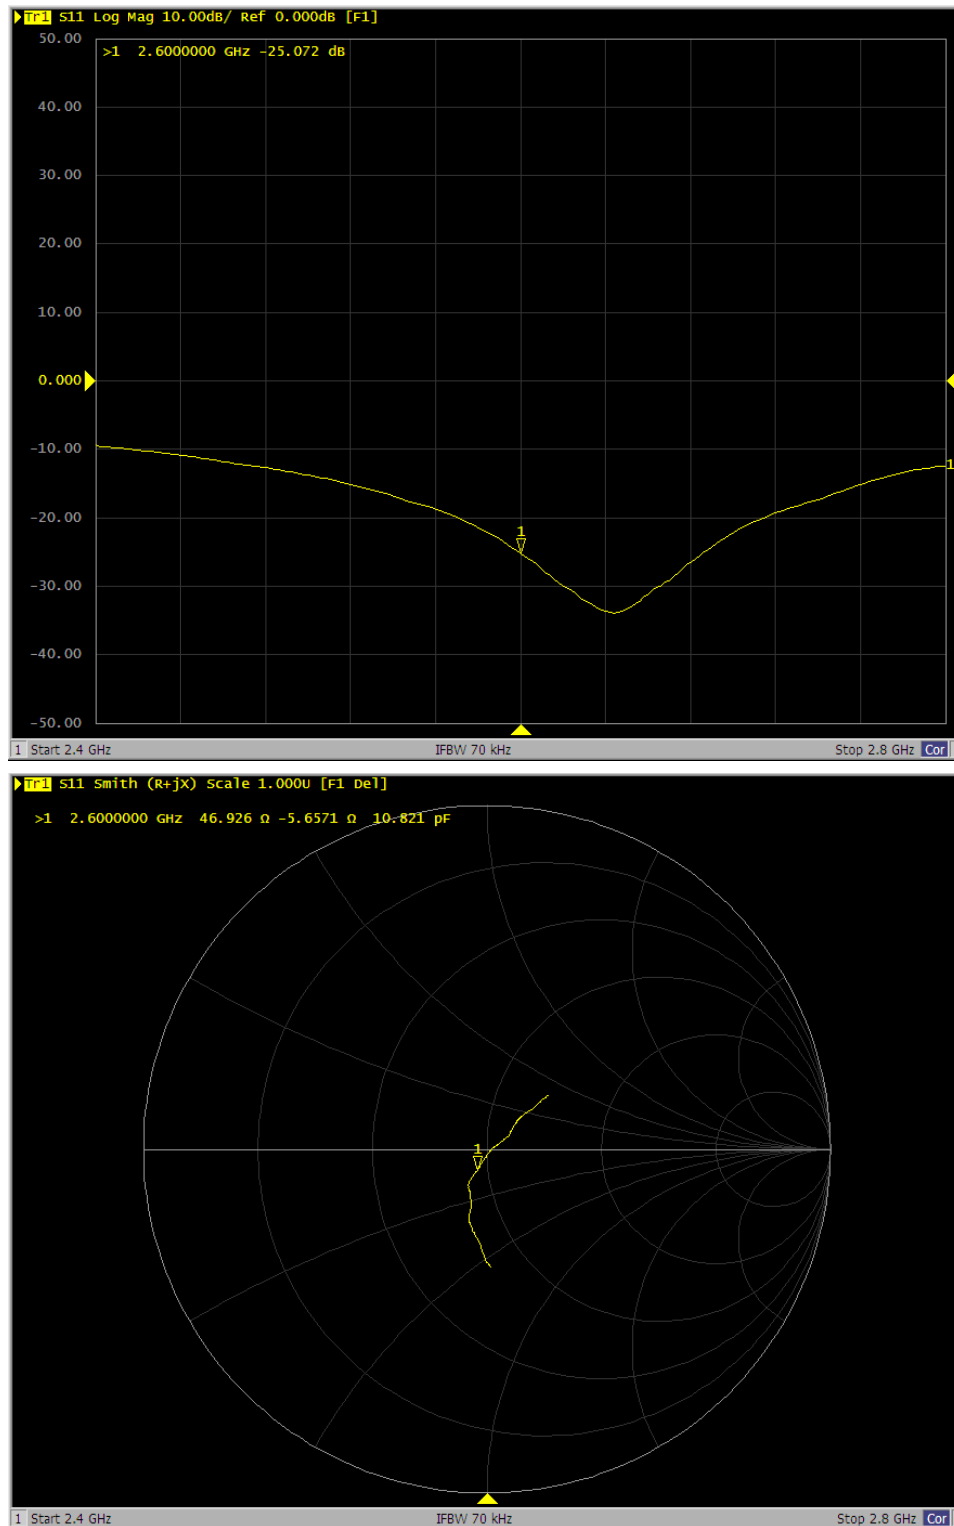 Tr1 S11 Log Mag 10.00dB/ Ref 0.000dB [F1]
50.00
>1 2.6000000 GHz -25.072 dB
40.00
30.00
20.00
10.00
0.000
-10.00
1
-20.00
1
-30.00
-40.00
-50.00
1 Start 2.4 GHz IFBW 70 kHz Stop 2.8 GHz Cor
Tr1 S11 Smith (R+jX) Scale 1.000U [F1 Del]
>1 2.6000000 GHz 46.926 Ω -5.6571 Ω 10.821 pF
1
1 Start 2.4 GHz IFBW 70 kHz Stop 2.8 GHz Cor